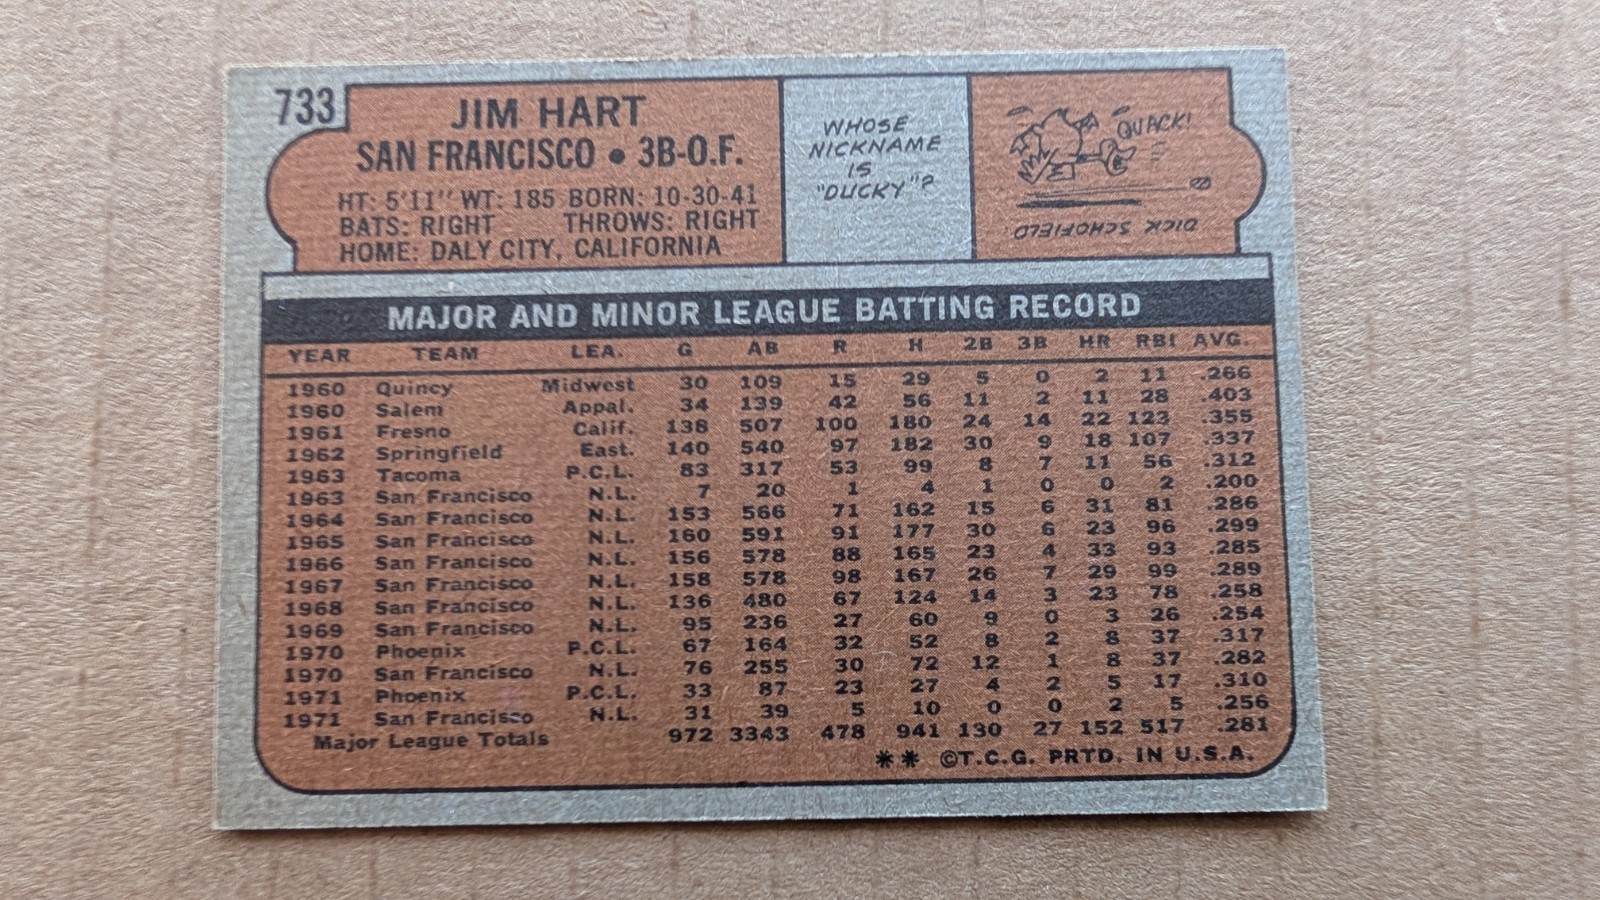 733
JIM HART
SAN FRANCISCO • 3B-O.F.
HT: 5'11" WT: 185 BORN: 10-30-41
BATS: RIGHT THROWS: RIGHT
HOME: DALY CITY, CALIFORNIA
WHOSE
NICKNAME
IS
"DUCKY"?
QUACK!
DICK SCHOFIELD
MAJOR AND MINOR LEAGUE BATTING RECORD
YEAR TEAM LEA. G AB R H 2B 3B HR RBI AVG.
1960 Quincy Midwest 30 109 15 29 5 0 2 11 .266
1960 Salem Appal. 34 139 42 56 11 2 11 28 .403
1961 Fresno Calif. 138 507 100 180 24 14 22 123 .355
1962 Springfield East. 140 540 97 182 30 9 18 107 .337
1963 Tacoma P.C.L. 83 317 53 99 8 7 11 56 .312
1963 San Francisco N.L. 7 20 1 4 1 0 0 2 .200
1964 San Francisco N.L. 153 566 71 162 15 6 31 81 .286
1965 San Francisco N.L. 160 591 91 177 30 6 23 96 .299
1966 San Francisco N.L. 156 578 88 165 23 4 33 93 .285
1967 San Francisco N.L. 158 578 98 167 26 7 29 99 .289
1968 San Francisco N.L. 136 480 67 124 14 3 23 78 .258
1969 San Francisco N.L. 95 236 27 60 9 0 3 26 .254
1970 Phoenix P.C.L. 67 164 32 52 8 2 8 37 .317
1970 San Francisco N.L. 76 255 30 72 12 1 8 37 .282
1971 Phoenix P.C.L. 33 87 23 27 4 2 5 17 .310
1971 San Francisco N.L. 31 39 5 10 0 0 2 5 .256
Major League Totals 972 3343 478 941 130 27 152 517 .281
** ©T.C.G. PRTD. IN U.S.A.